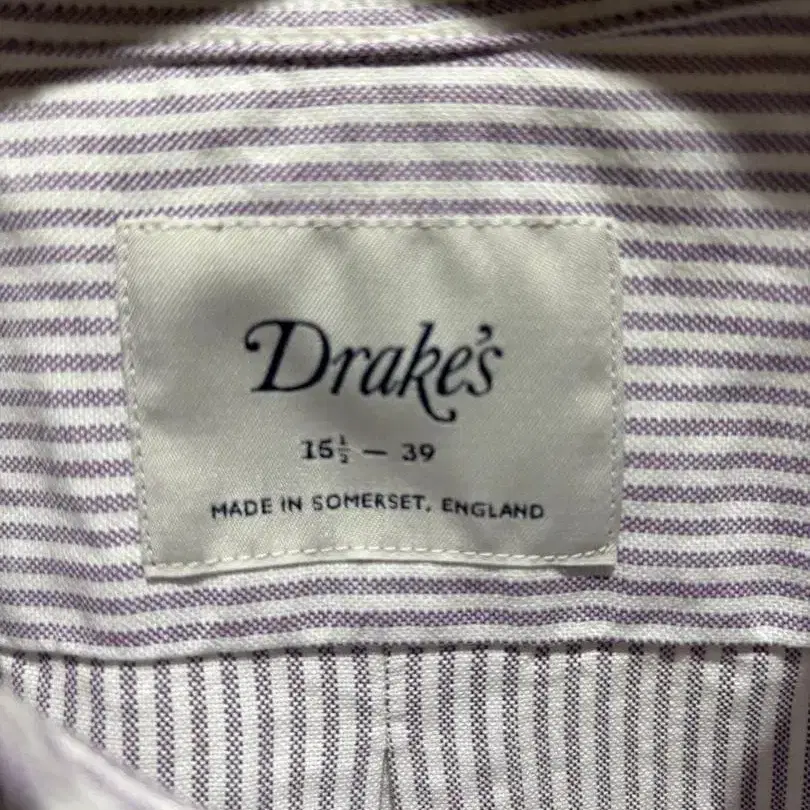 Drake's
15½ — 39
MADE IN SOMERSET, ENGLAND